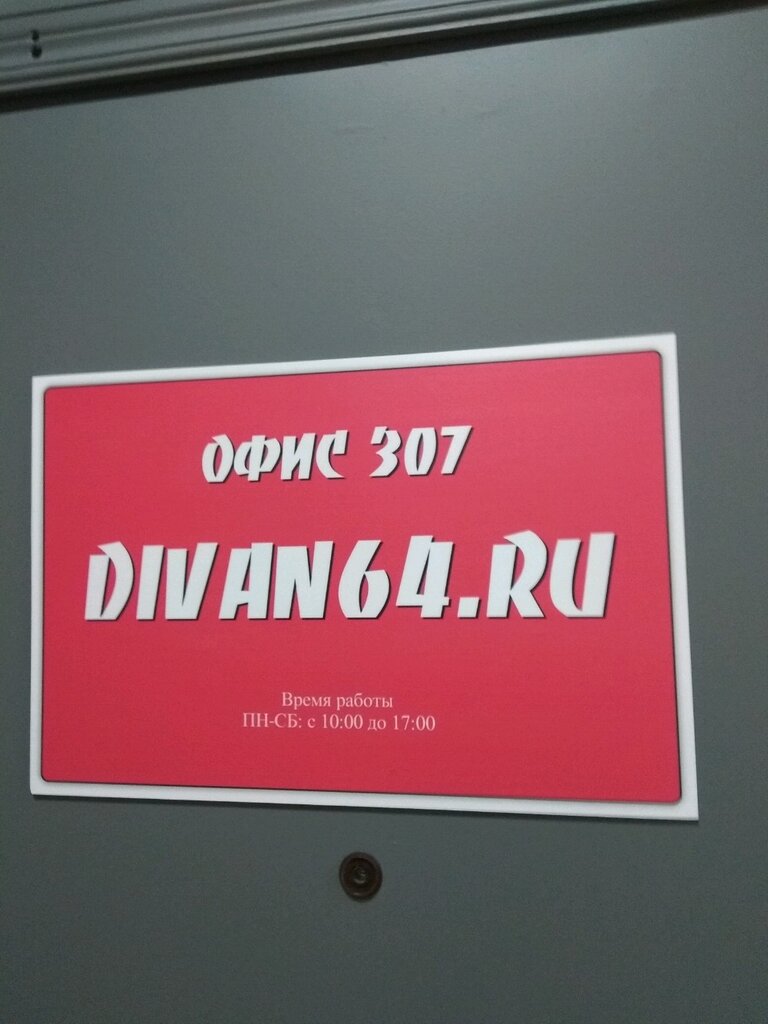 ОФИС 307
DIVAN64.RU
Время работы
ПН-СБ: с 10:00 до 17:00